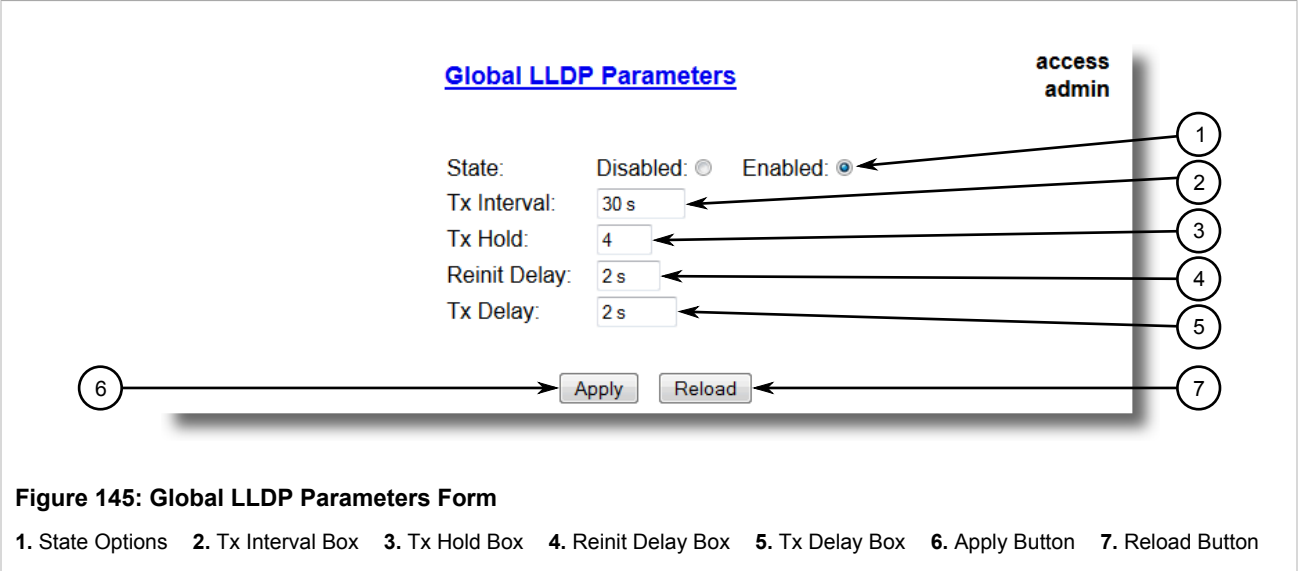 Global LLDP Parameters
access
admin
State: Disabled: Enabled:
Tx Interval: 30 s
Tx Hold: 4
Reinit Delay: 2 s
Tx Delay: 2 s
Apply Reload
1
2
3
4
5
6
7
Figure 145: Global LLDP Parameters Form
1. State Options 2. Tx Interval Box 3. Tx Hold Box 4. Reinit Delay Box 5. Tx Delay Box 6. Apply Button 7. Reload Button